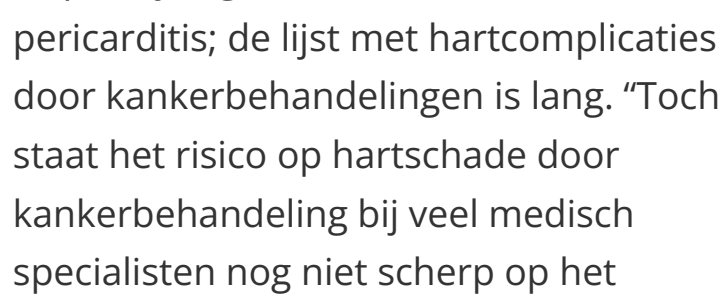 pericarditis; de lijst met hartcomplicaties
door kankerbehandelingen is lang. “Toch
staat het risico op hartschade door
kankerbehandeling bij veel medisch
specialisten nog niet scherp op het